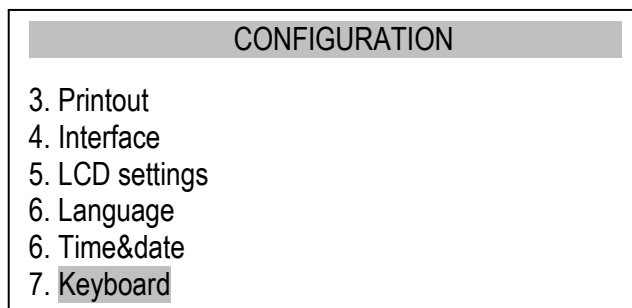 CONFIGURATION
3. Printout
4. Interface
5. LCD settings
6. Language
6. Time&date
7. Keyboard